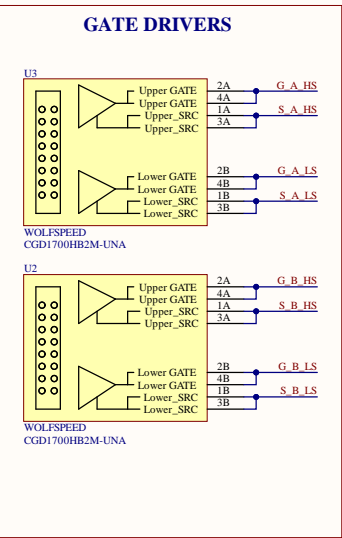 GATE DRIVERS
U3
Upper GATE 2A G_A_HS
Upper GATE 4A
Upper_SRC 1A S_A_HS
Upper_SRC 3A
Lower GATE 2B G_A_LS
Lower GATE 4B
Lower_SRC 1B S_A_LS
Lower_SRC 3B
WOLFSPEED
CGD1700HB2M-UNA
U2
Upper GATE 2A G_B_HS
Upper GATE 4A
Upper_SRC 1A S_B_HS
Upper_SRC 3A
Lower GATE 2B G_B_LS
Lower GATE 4B
Lower_SRC 1B S_B_LS
Lower_SRC 3B
WOLFSPEED
CGD1700HB2M-UNA